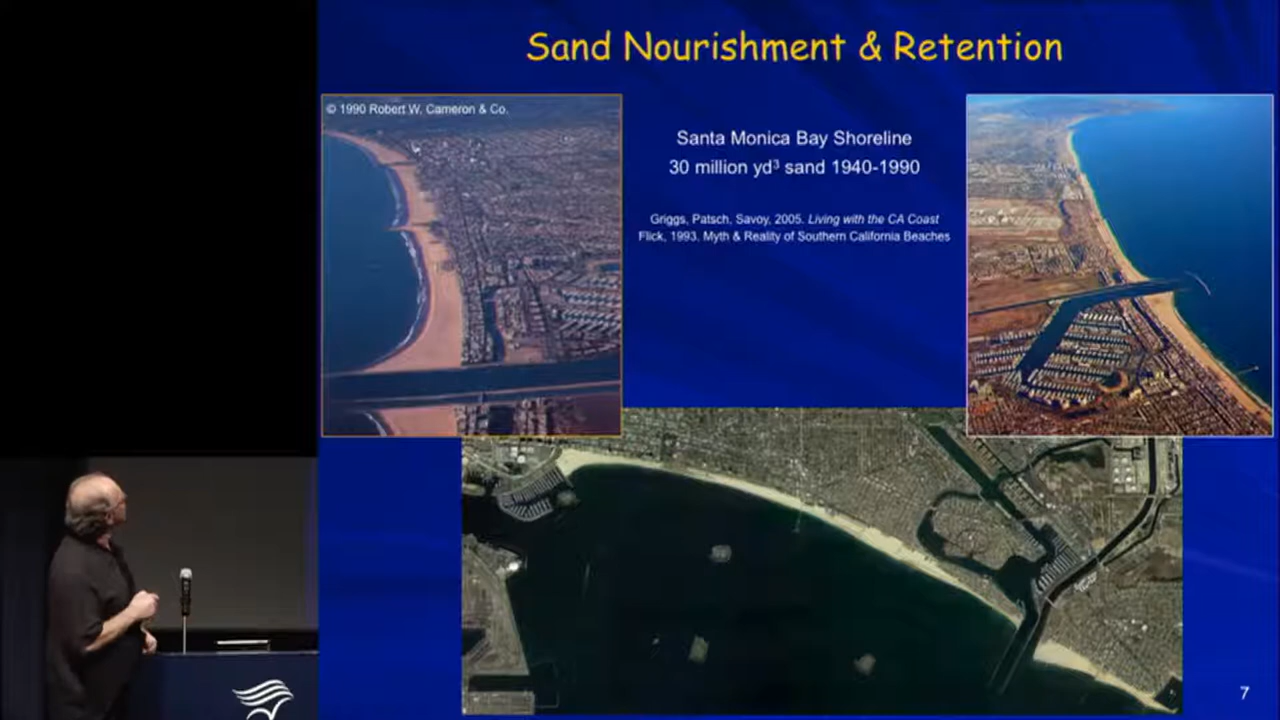 Sand Nourishment & Retention
© 1990 Robert W. Cameron & Co.
Santa Monica Bay Shoreline
30 million yd³ sand 1940-1990
Griggs, Patsch, Savoy, 2005. Living with the CA Coast
Flick, 1993, Myth & Reality of Southern California Beaches
7